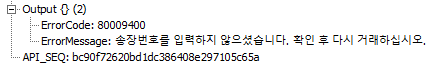 Output {} (2)
ErrorCode: 80009400
ErrorMessage: 송장번호를 입력하지 않으셨습니다. 확인 후 다시 거래하십시오.
API_SEQ: bc90f72620bd1dc386408e297105c65a